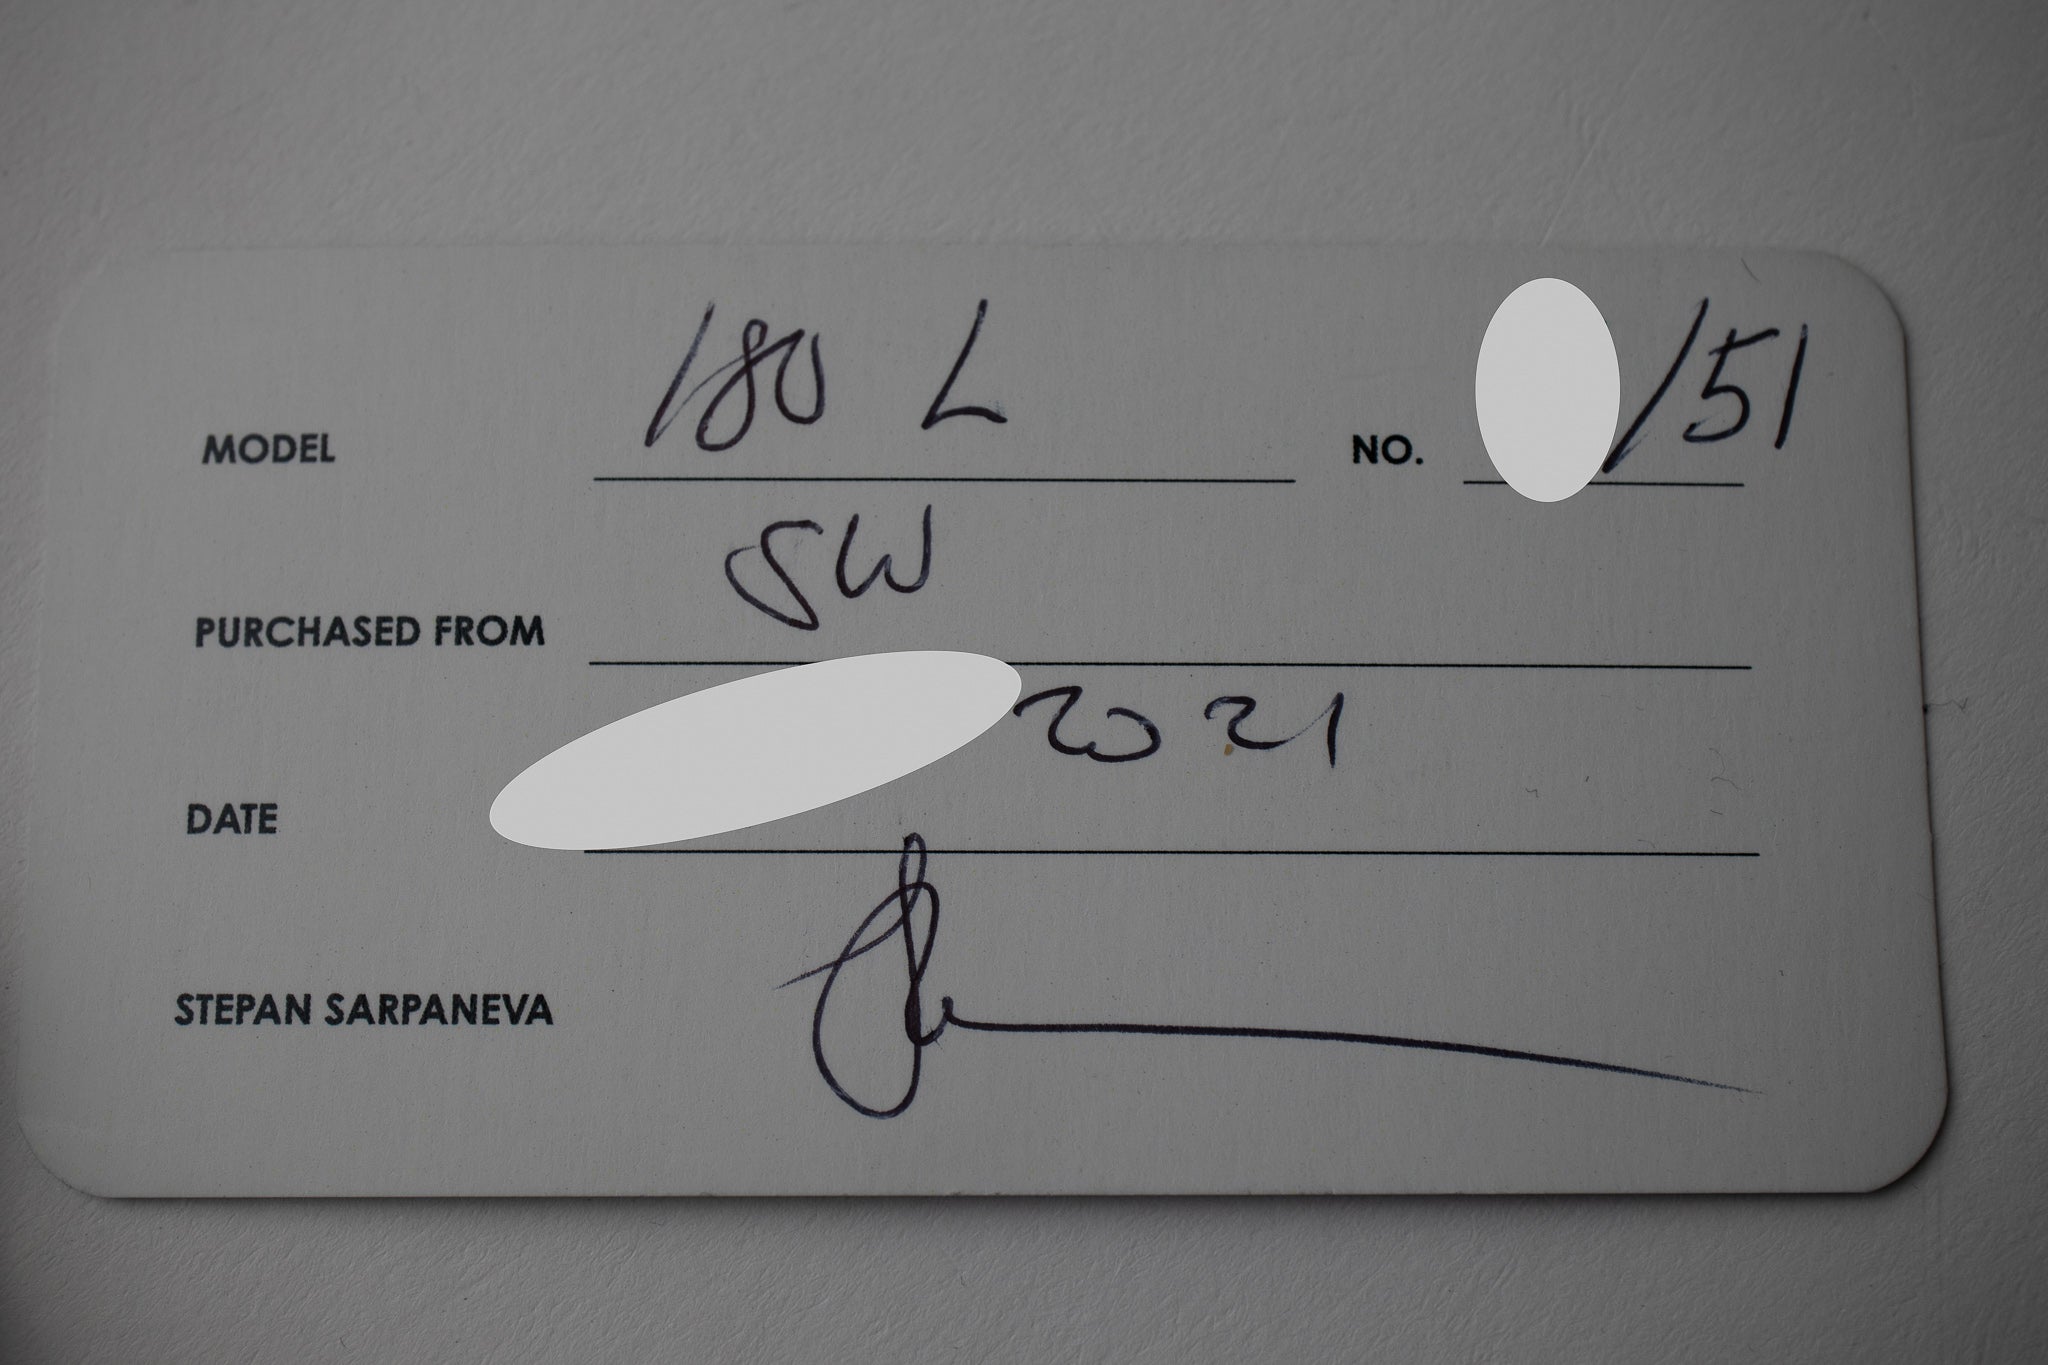 MODEL 180 L NO. /51
PURCHASED FROM SW
DATE 2021
STEPAN SARPANEVA